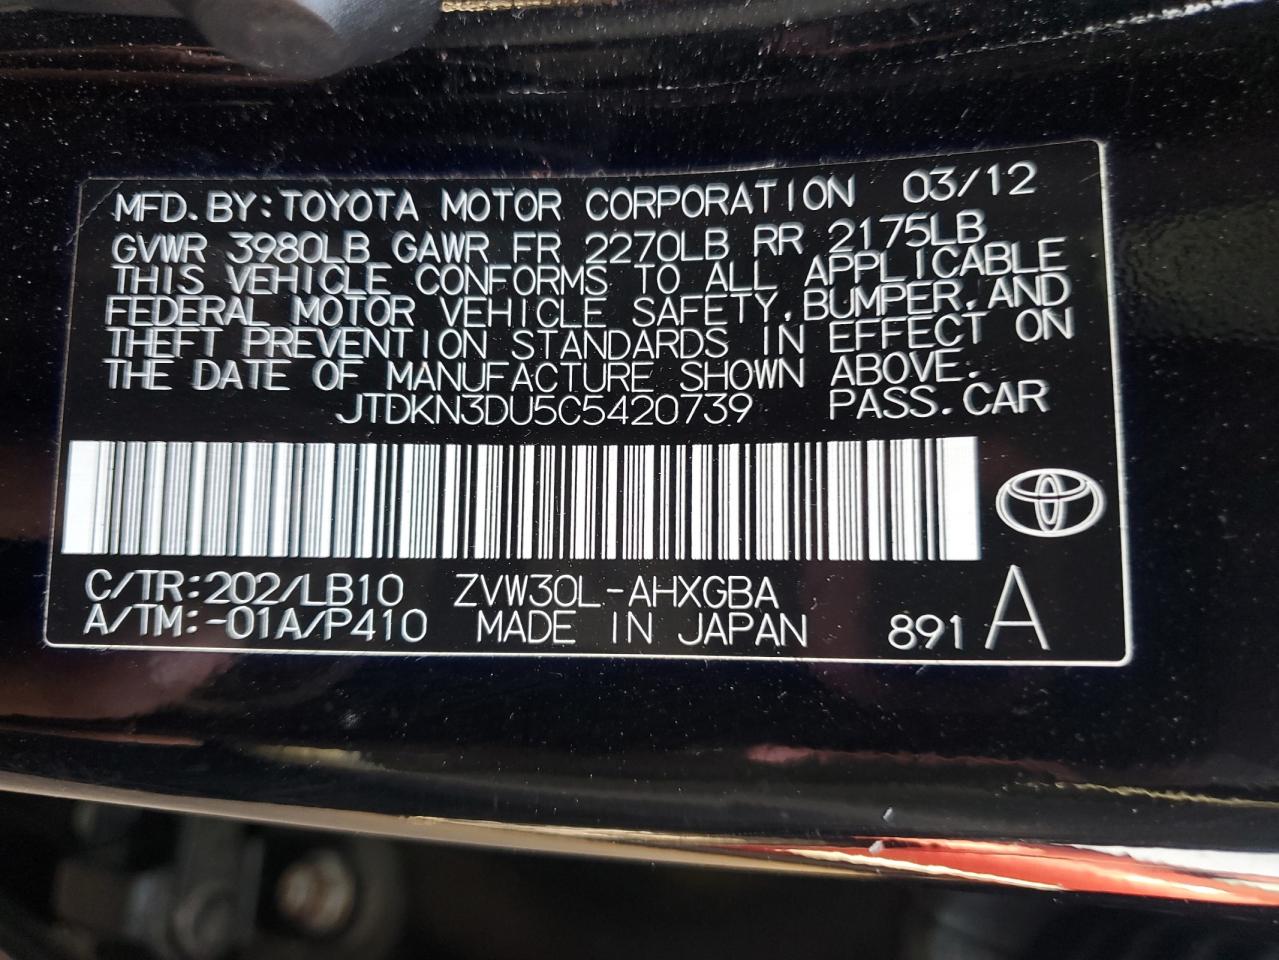 MFD.BY:TOYOTA MOTOR CORPORATION 03/12
GVWR 3980LB GAWR FR 2270LB RR 2175LB
THIS VEHICLE CONFORMS TO ALL APPLICABLE
FEDERAL MOTOR VEHICLE SAFETY,BUMPER,AND
THEFT PREVENTION STANDARDS IN EFFECT ON
THE DATE OF MANUFACTURE SHOWN ABOVE.
JTDKN3DU5C5420739 PASS.CAR
C/TR:202/LB10 ZVW30L-AHXGBA
A/TM:-01A/P410 MADE IN JAPAN 891 A